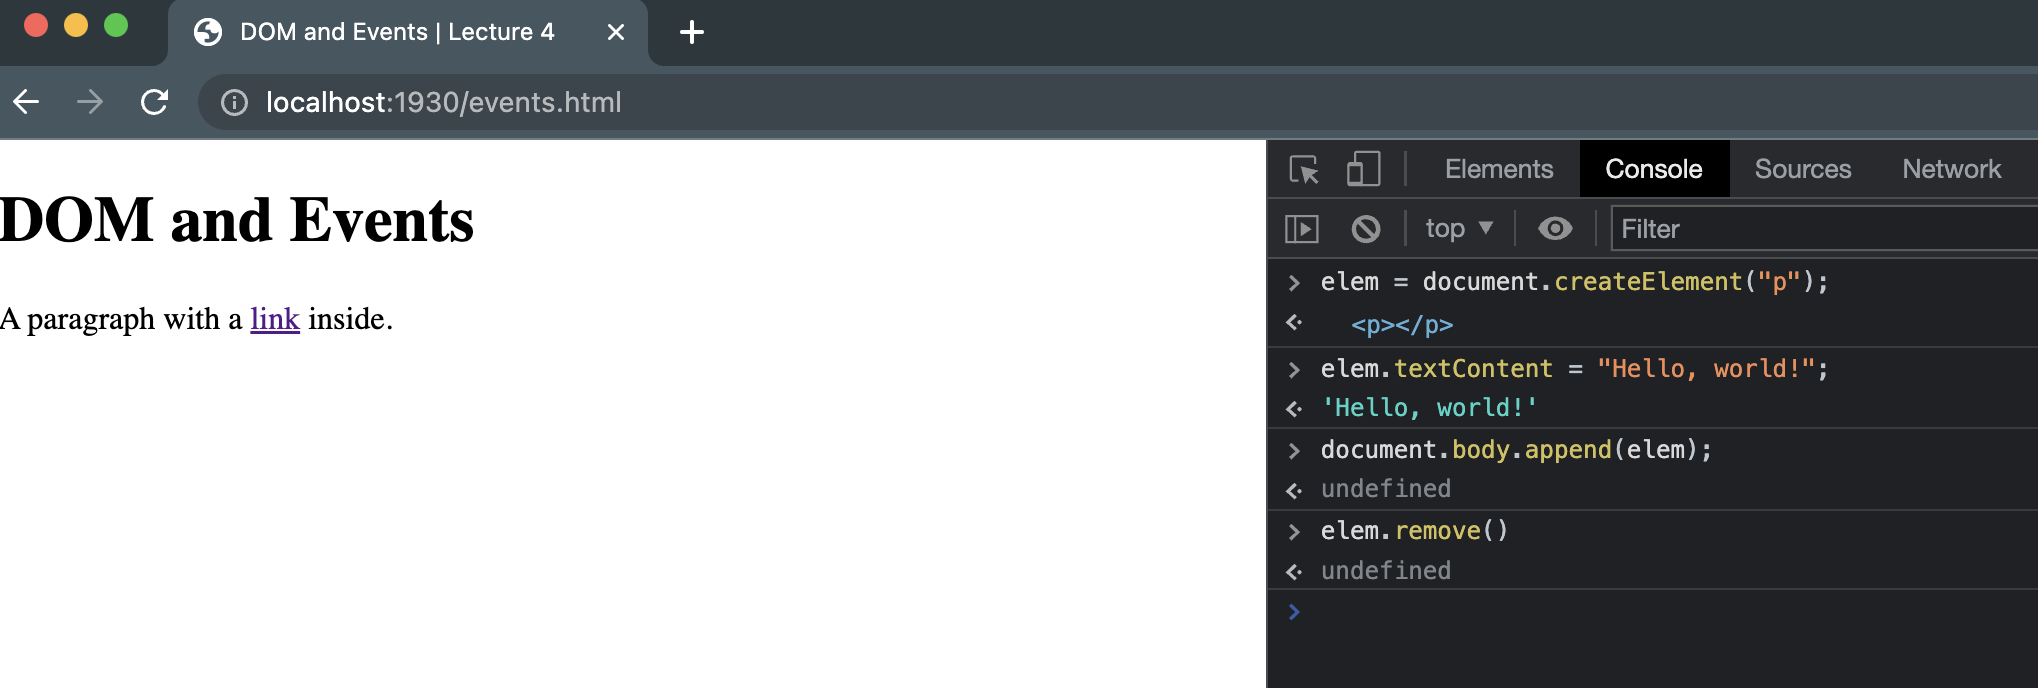 DOM and Events | Lecture 4
localhost:1930/events.html
DOM and Events
A paragraph with a link inside.
Elements Console Sources Network
top Filter
elem = document.createElement("p");
<p></p>
elem.textContent = "Hello, world!";
'Hello, world!'
document.body.append(elem);
undefined
elem.remove()
undefined